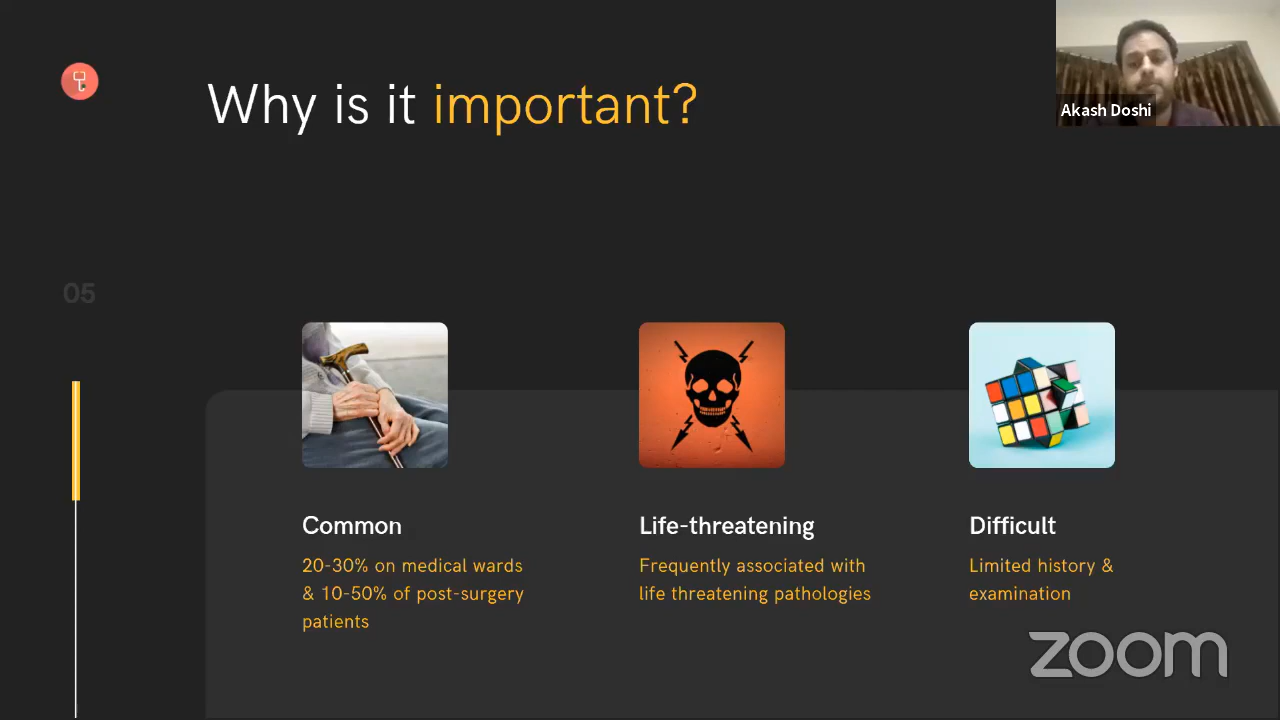 Why is it important?
Akash Doshi
05
Common
20-30% on medical wards
& 10-50% of post-surgery
patients
Life-threatening
Frequently associated with
life threatening pathologies
Difficult
Limited history &
examination
zoom